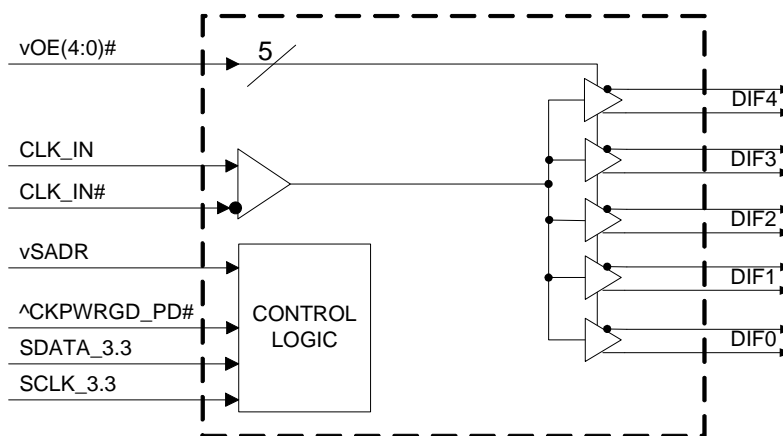 vOE(4:0)#
5
DIF4
CLK_IN
DIF3
CLK_IN#
DIF2
vSADR
DIF1
^CKPWRGD_PD#
CONTROL
LOGIC
DIF0
SDATA_3.3
SCLK_3.3